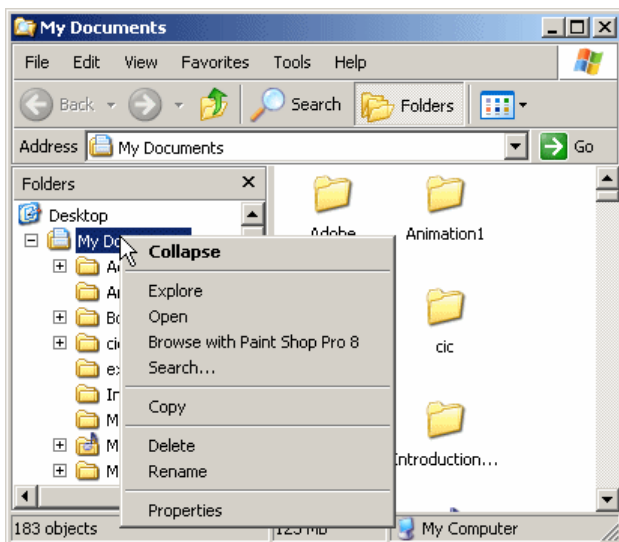 My Documents
File Edit View Favorites Tools Help
Back Search Folders
Address My Documents Go
Folders
Desktop
Adobe Animation1
Collapse
Explore
Open
Browse with Paint Shop Pro 8
Search...
Copy
Delete
Rename
Properties
cic
Introduction...
183 objects
My Computer